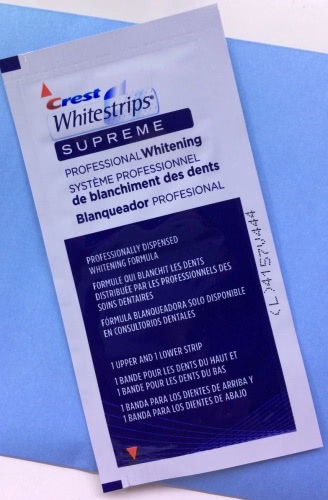 Crest
Whitestrips®
SUPREME
PROFESSIONAL Whitening
SYSTÈME PROFESSIONNEL
de blanchiment des dents
Blanqueador PROFESIONAL
PROFESSIONALLY DISPENSED
WHITENING FORMULA
FORMULE QUI BLANCHIT LES DENTS
DISTRIBUÉE PAR LES PROFESSIONNELS DES
SOINS DENTAIRES
FÓRMULA BLANQUEADORA SOLO DISPONIBLE
EN CONSULTORIOS DENTALES
1 UPPER AND 1 LOWER STRIP
1 BANDE POUR LES DENTS DU HAUT ET
1 BANDE POUR LES DENTS DU BAS
1 BANDA PARA LOS DIENTES DE ARRIBA Y
1 BANDA PARA LOS DIENTES DE ABAJO